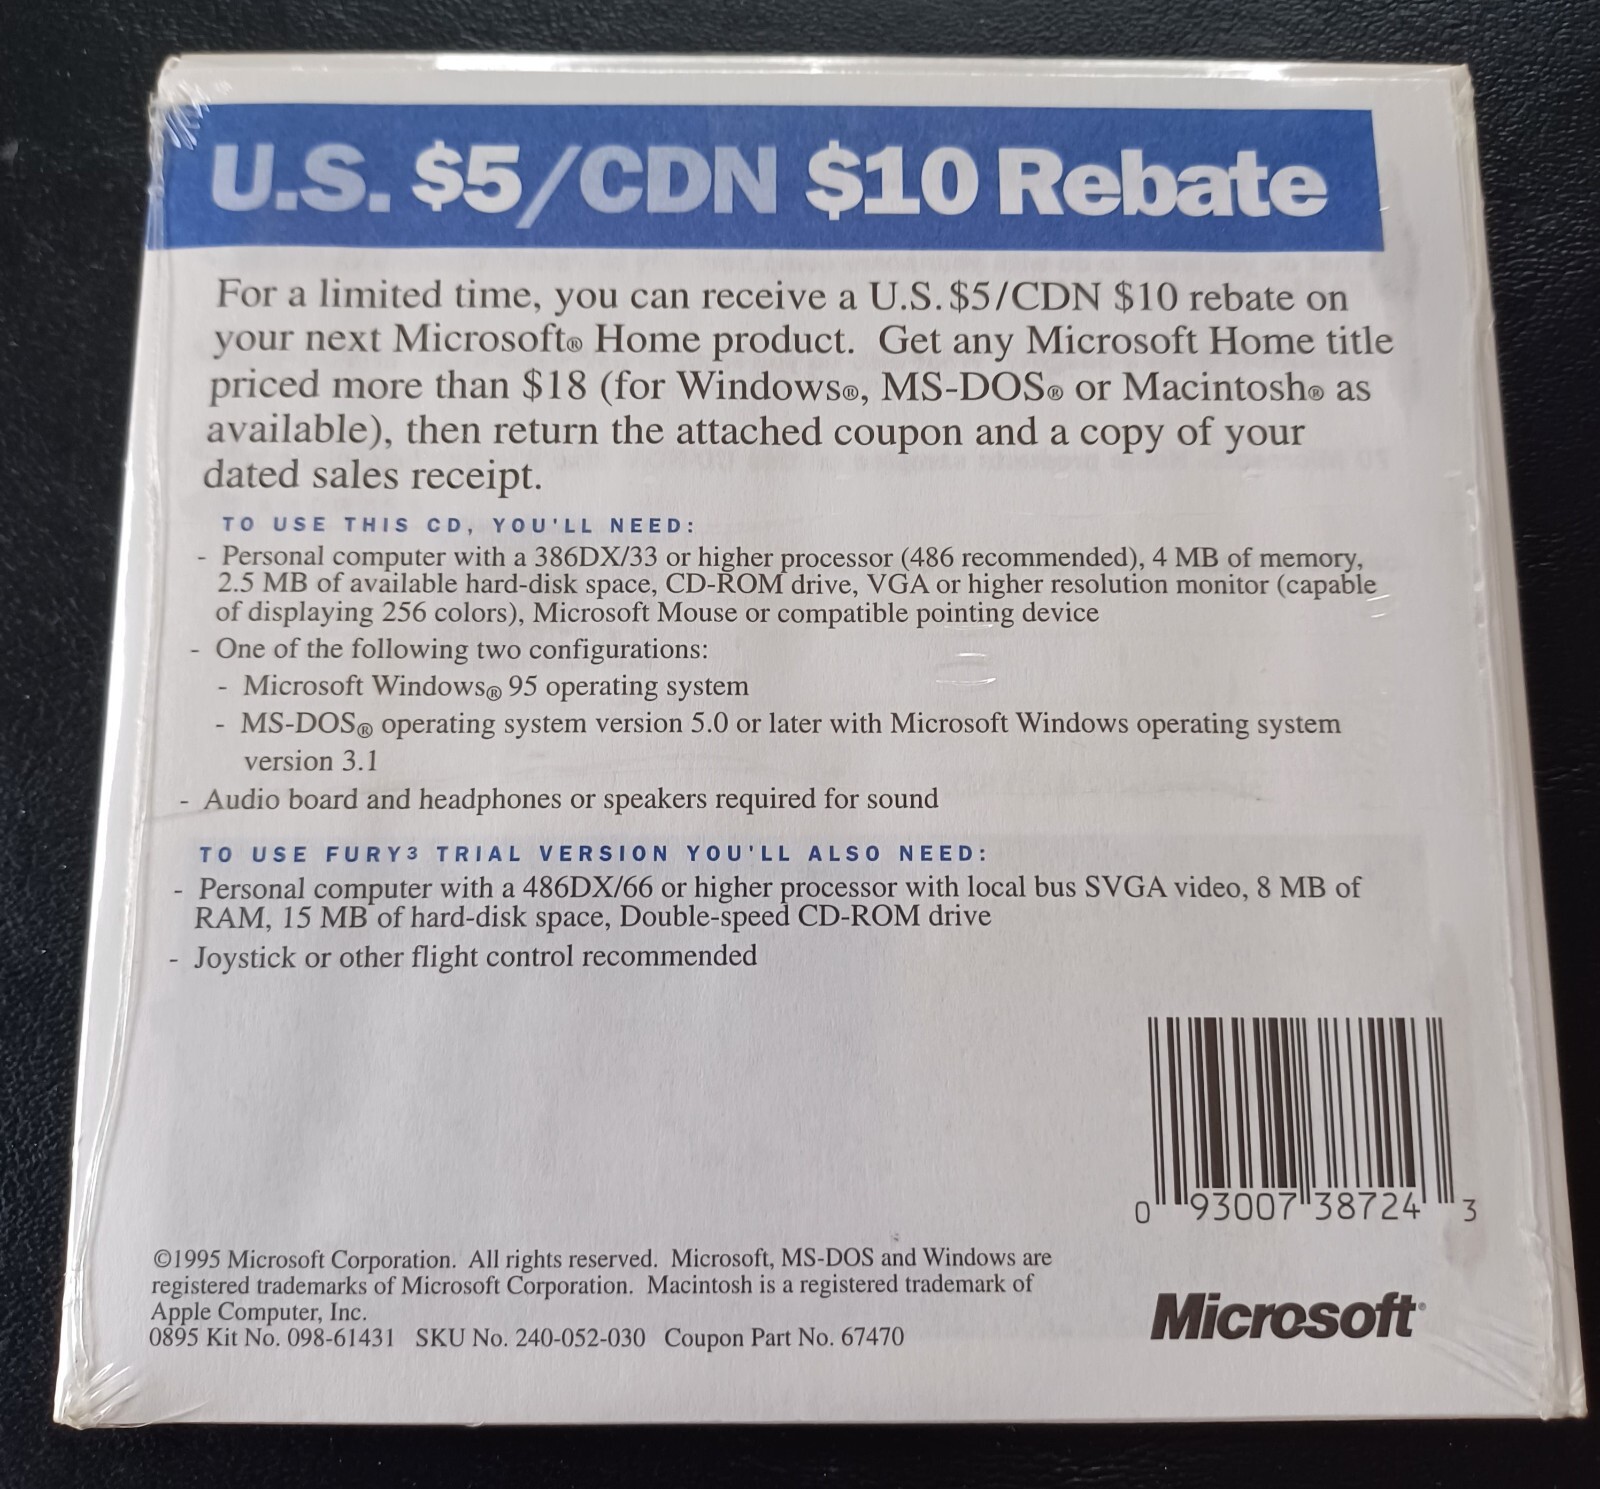 U.S. $5/CDN $10 Rebate
For a limited time, you can receive a U.S. $5/CDN $10 rebate on
your next Microsoft® Home product. Get any Microsoft Home title
priced more than $18 (for Windows®, MS-DOS® or Macintosh® as
available), then return the attached coupon and a copy of your
dated sales receipt.
TO USE THIS CD, YOU'LL NEED:
- Personal computer with a 386DX/33 or higher processor (486 recommended), 4 MB of memory,
2.5 MB of available hard-disk space, CD-ROM drive, VGA or higher resolution monitor (capable
of displaying 256 colors), Microsoft Mouse or compatible pointing device
- One of the following two configurations:
- Microsoft Windows® 95 operating system
- MS-DOS® operating system version 5.0 or later with Microsoft Windows operating system
version 3.1
- Audio board and headphones or speakers required for sound
TO USE FURY3 TRIAL VERSION YOU'LL ALSO NEED:
- Personal computer with a 486DX/66 or higher processor with local bus SVGA video, 8 MB of
RAM, 15 MB of hard-disk space, Double-speed CD-ROM drive
- Joystick or other flight control recommended
0 93007 38724 3
©1995 Microsoft Corporation. All rights reserved. Microsoft, MS-DOS and Windows are
registered trademarks of Microsoft Corporation. Macintosh is a registered trademark of
Apple Computer, Inc.
0895 Kit No. 098-61431 SKU No. 240-052-030 Coupon Part No. 67470
Microsoft®